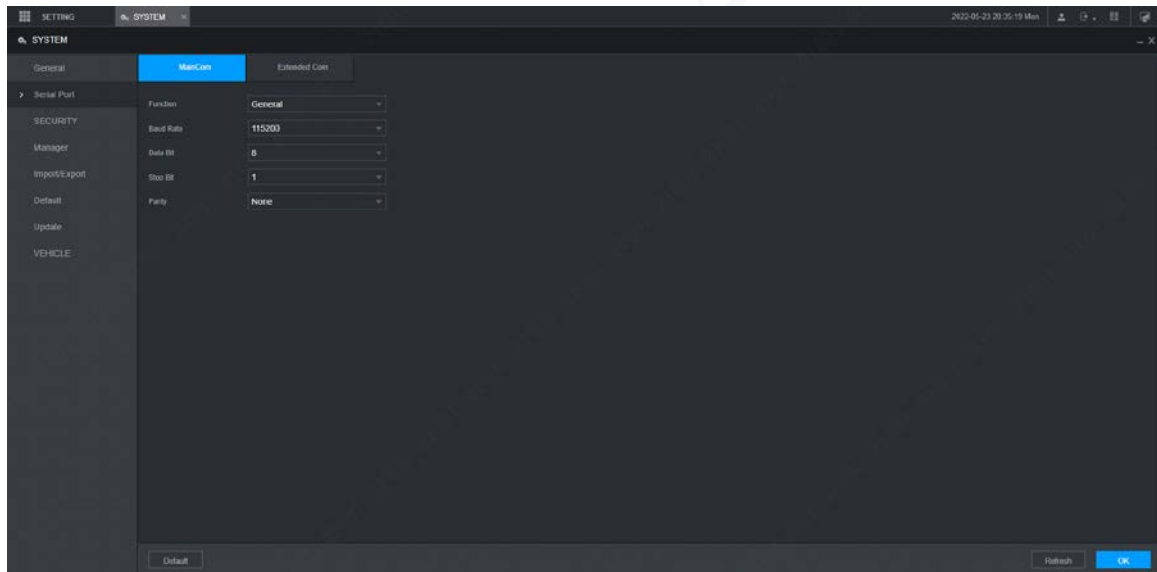 SETTING SYSTEM 2022-05-23 20:35:19 Mon
SYSTEM
General
Serial Port
SECURITY
Manager
Import/Export
Default
Update
VEHICLE
MainCom Extended Com
Function General
Baud Rate 115200
Data Bit 8
Stop Bit 1
Parity None
Default Refresh OK